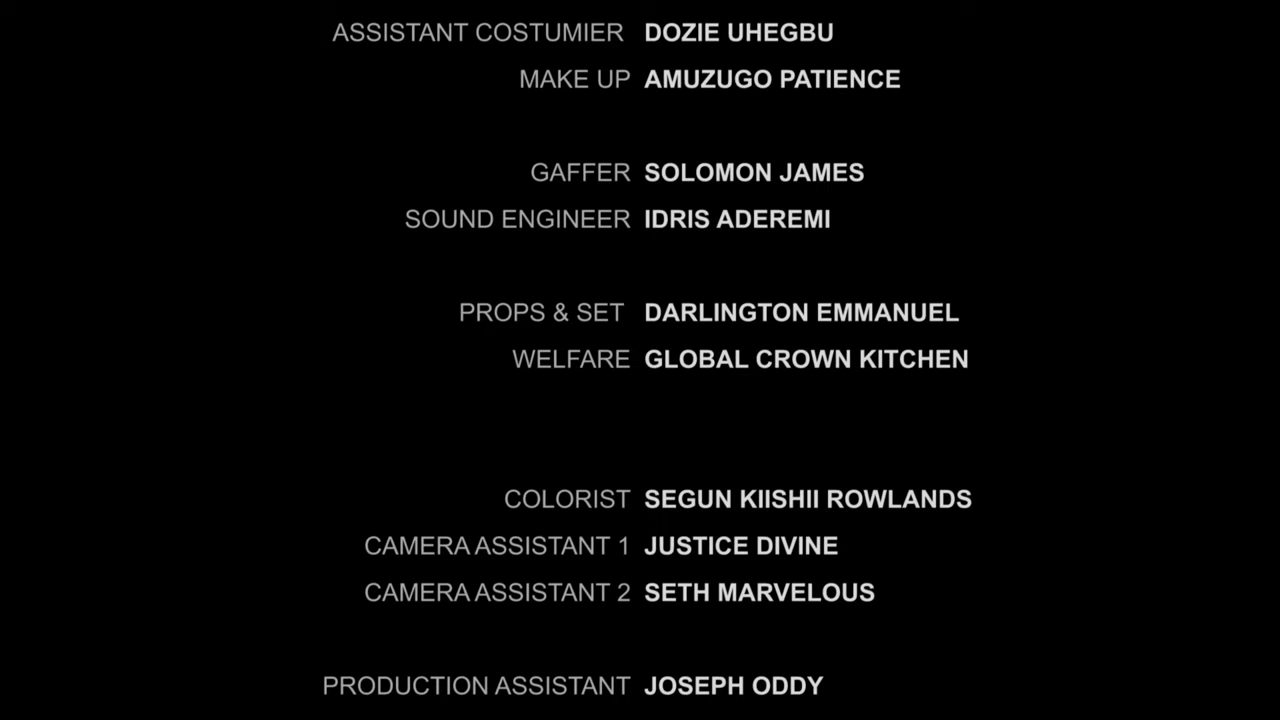 ASSISTANT COSTUMIER DOZIE UHEGBU
MAKE UP AMUZUGO PATIENCE
GAFFER SOLOMON JAMES
SOUND ENGINEER IDRIS ADEREMI
PROPS & SET DARLINGTON EMMANUEL
WELFARE GLOBAL CROWN KITCHEN
COLORIST SEGUN KIISHII ROWLANDS
CAMERA ASSISTANT 1 JUSTICE DIVINE
CAMERA ASSISTANT 2 SETH MARVELOUS
PRODUCTION ASSISTANT JOSEPH ODDY